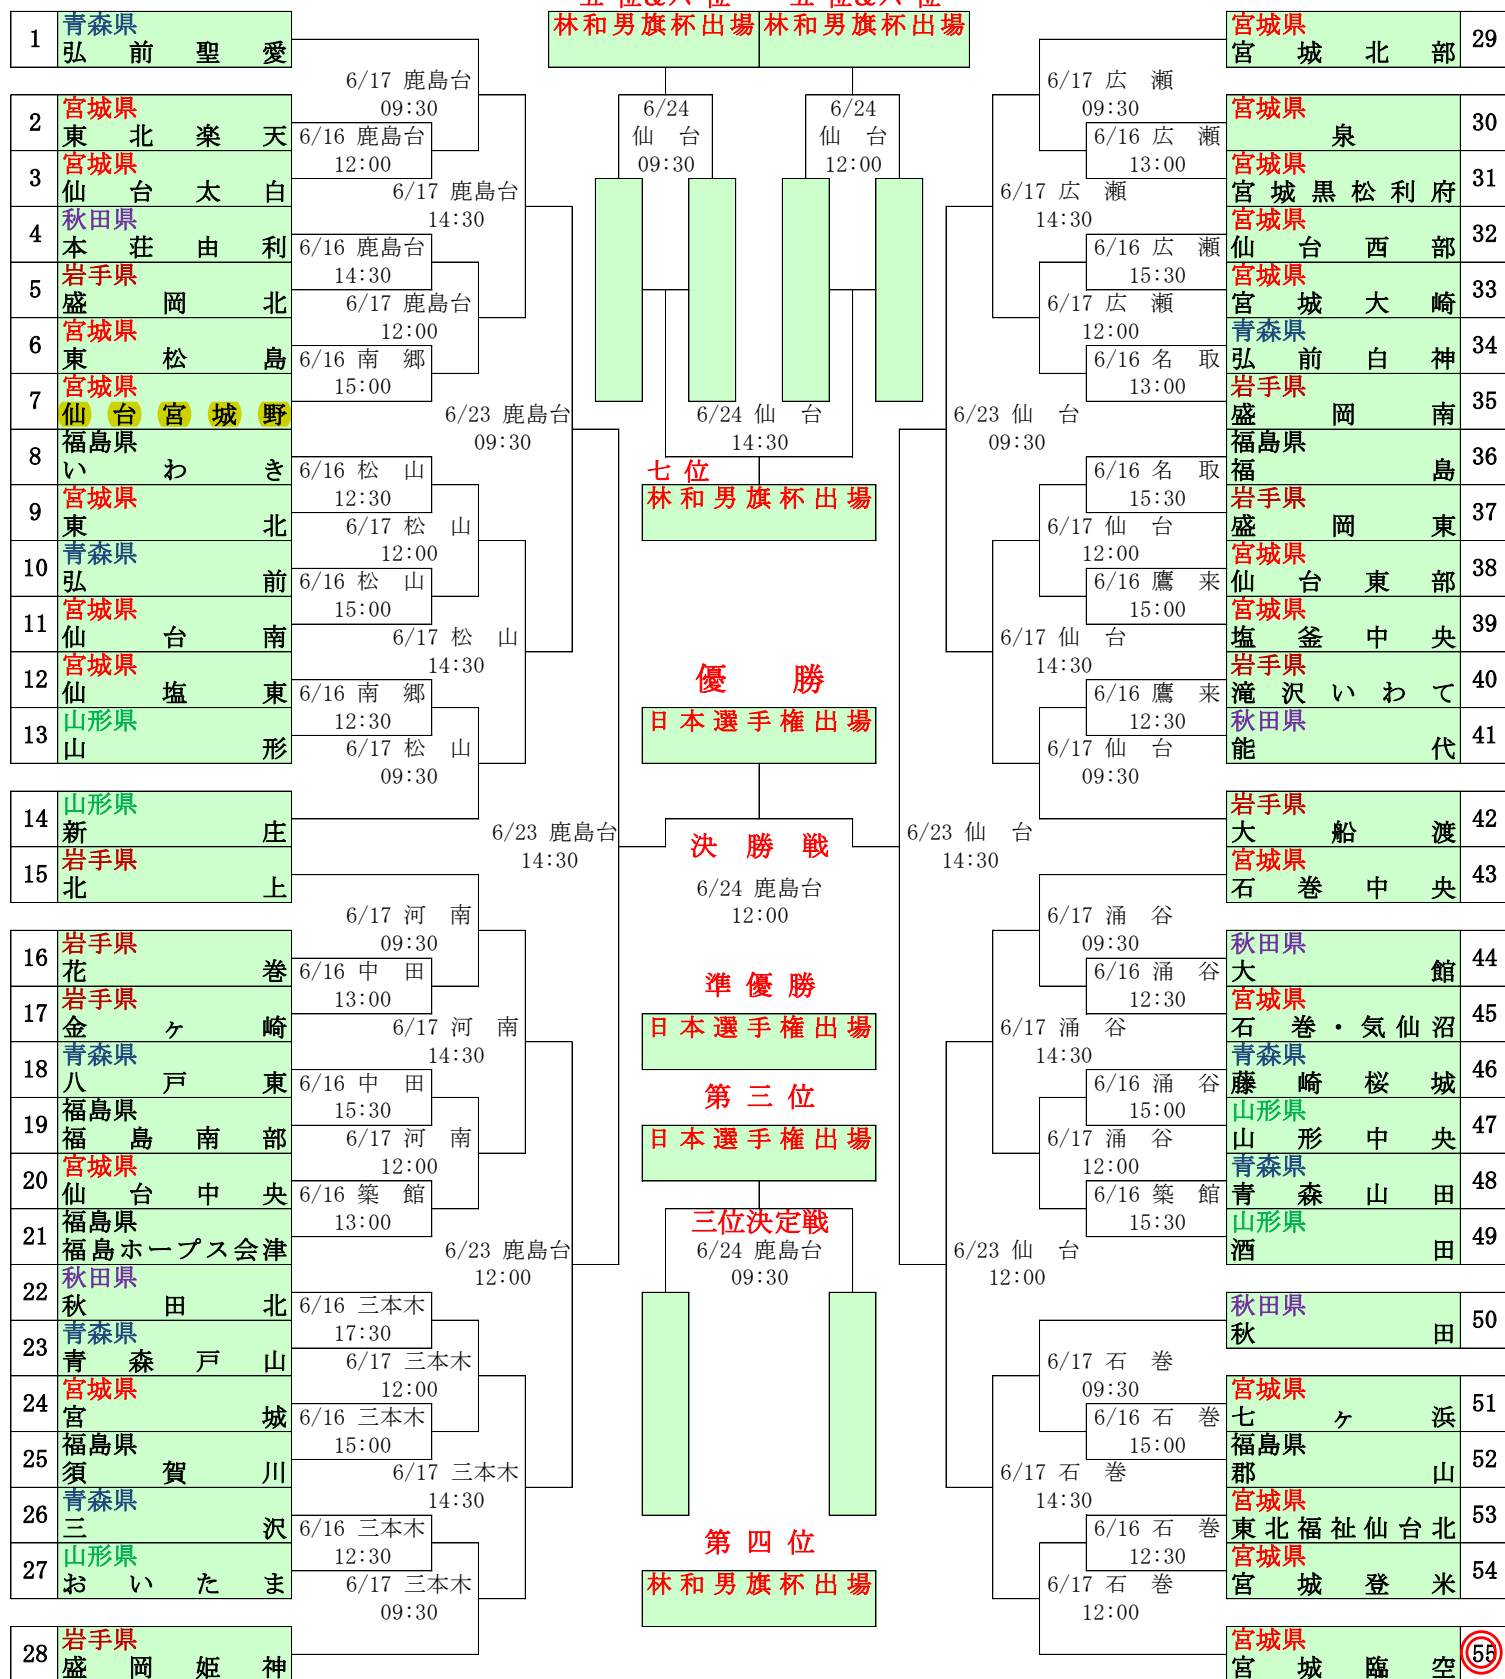 五 位&六 位 五 位&六 位
林和男旗杯出場 林和男旗杯出場
1 青森県
弘前聖愛
2 宮城県
東北楽天
3 宮城県
仙台太白
4 秋田県
本荘由利
5 岩手県
盛岡北
6 宮城県
東松島
7 宮城県
仙台宮城野
8 福島県
いわき
9 宮城県
東北
10 青森県
弘前
11 宮城県
仙台南
12 宮城県
仙塩東
13 山形県
山形
14 山形県
新庄
15 岩手県
北上
16 岩手県
花巻
17 岩手県
金ヶ崎
18 青森県
八戸東
19 福島県
福島南部
20 宮城県
仙台中央
21 福島県
福島ホープス会津
22 秋田県
秋田北
23 青森県
青森戸山
24 宮城県
宮城
25 福島県
須賀川
26 青森県
三沢
27 山形県
おいたま
28 岩手県
盛岡姫神
6/17 鹿島台
09:30
6/16 鹿島台
12:00
6/17 鹿島台
14:30
6/16 鹿島台
14:30
6/17 鹿島台
12:00
6/16 南 郷
15:00
6/23 鹿島台
09:30
6/16 松 山
12:30
6/17 松 山
12:00
6/16 松 山
15:00
6/17 松 山
14:30
6/16 南 郷
12:30
6/17 松 山
09:30
6/23 鹿島台
14:30
6/17 河 南
09:30
6/16 中 田
13:00
6/17 河 南
14:30
6/16 中 田
15:30
6/17 河 南
12:00
6/16 築 館
13:00
6/23 鹿島台
12:00
6/16 三本木
17:30
6/17 三本木
12:00
6/16 三本木
15:00
6/17 三本木
14:30
6/16 三本木
12:30
6/17 三本木
09:30
6/24
仙 台
09:30
6/24
仙 台
12:00
6/24 仙 台
14:30
七 位
林和男旗杯出場
優 勝
日本選手権出場
決 勝 戦
6/24 鹿島台
12:00
準 優 勝
日本選手権出場
第 三 位
日本選手権出場
三位決定戦
6/24 鹿島台
09:30
第 四 位
林和男旗杯出場
6/17 広 瀬
09:30
6/16 広 瀬
13:00
6/17 広 瀬
14:30
6/16 広 瀬
15:30
6/17 広 瀬
12:00
6/16 名 取
13:00
6/23 仙 台
09:30
6/16 名 取
15:30
6/17 仙 台
12:00
6/16 鷹 来
15:00
6/17 仙 台
14:30
6/16 鷹 来
12:30
6/17 仙 台
09:30
6/23 仙 台
14:30
6/17 涌 谷
09:30
6/16 涌 谷
12:30
6/17 涌 谷
14:30
6/16 涌 谷
15:00
6/17 涌 谷
12:00
6/16 築 館
15:30
6/23 仙 台
12:00
6/17 石 巻
09:30
6/16 石 巻
15:00
6/17 石 巻
14:30
6/16 石 巻
12:30
6/17 石 巻
12:00
宮城県 29
宮城北部
宮城県 30
泉
宮城県 31
宮城黒松利府
宮城県 32
仙台西部
宮城県 33
宮城大崎
青森県 34
弘前白神
岩手県 35
盛岡南
福島県 36
福島
岩手県 37
盛岡東
宮城県 38
仙台東部
宮城県 39
塩釜中央
岩手県 40
滝沢いわて
秋田県 41
能代
岩手県 42
大船渡
宮城県 43
石巻中央
秋田県 44
大館
宮城県 45
石巻・気仙沼
青森県 46
藤崎桜城
山形県 47
山形中央
青森県 48
青森山田
山形県 49
酒田
秋田県 50
秋田
宮城県 51
七ヶ浜
福島県 52
郡山
宮城県 53
東北福祉仙台北
宮城県 54
宮城登米
宮城県 55
宮城臨空